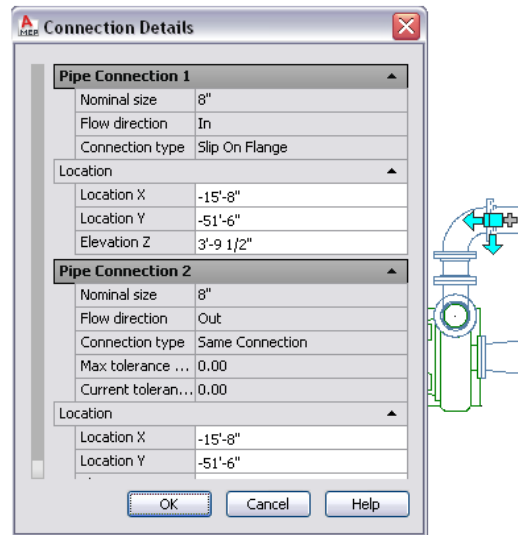 A
MEP
Connection Details
Pipe Connection 1
Nominal size 8"
Flow direction In
Connection type Slip On Flange
Location
Location X -15'-8"
Location Y -51'-6"
Elevation Z 3'-9 1/2"
Pipe Connection 2
Nominal size 8"
Flow direction Out
Connection type Same Connection
Max tolerance ... 0.00
Current toleran... 0.00
Location
Location X -15'-8"
Location Y -51'-6"
OK Cancel Help